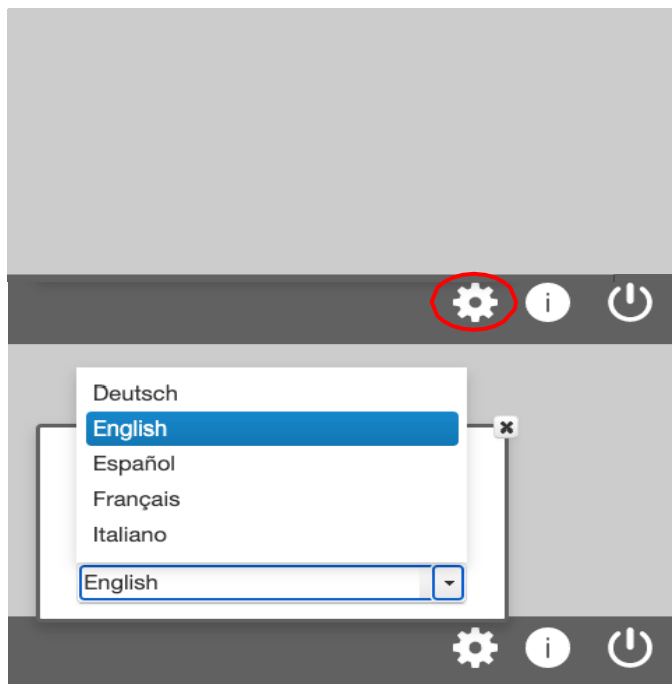 i
Deutsch
English
Español
Français
Italiano
English
i